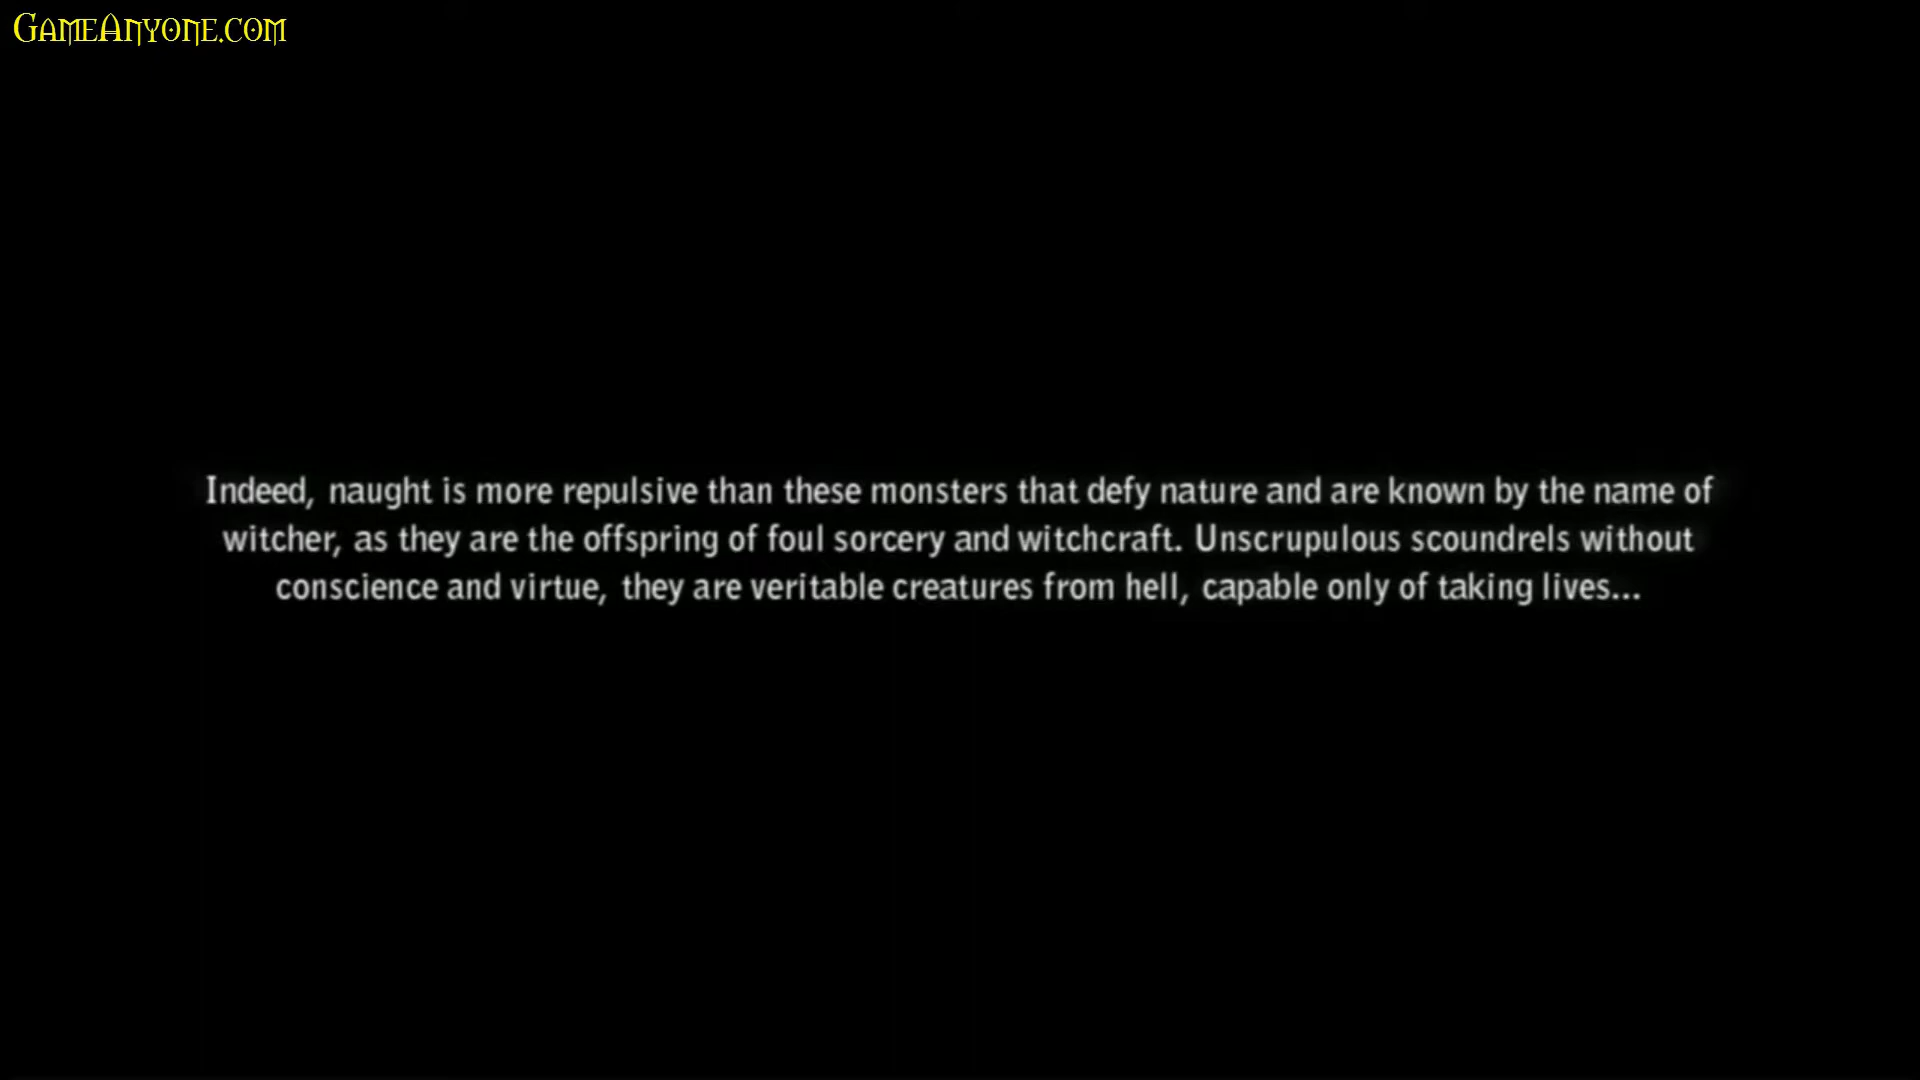 GameAnyone.com
Indeed, naught is more repulsive than these monsters that defy nature and are known by the name of
witcher, as they are the offspring of foul sorcery and witchcraft. Unscrupulous scoundrels without
conscience and virtue, they are veritable creatures from hell, capable only of taking lives...